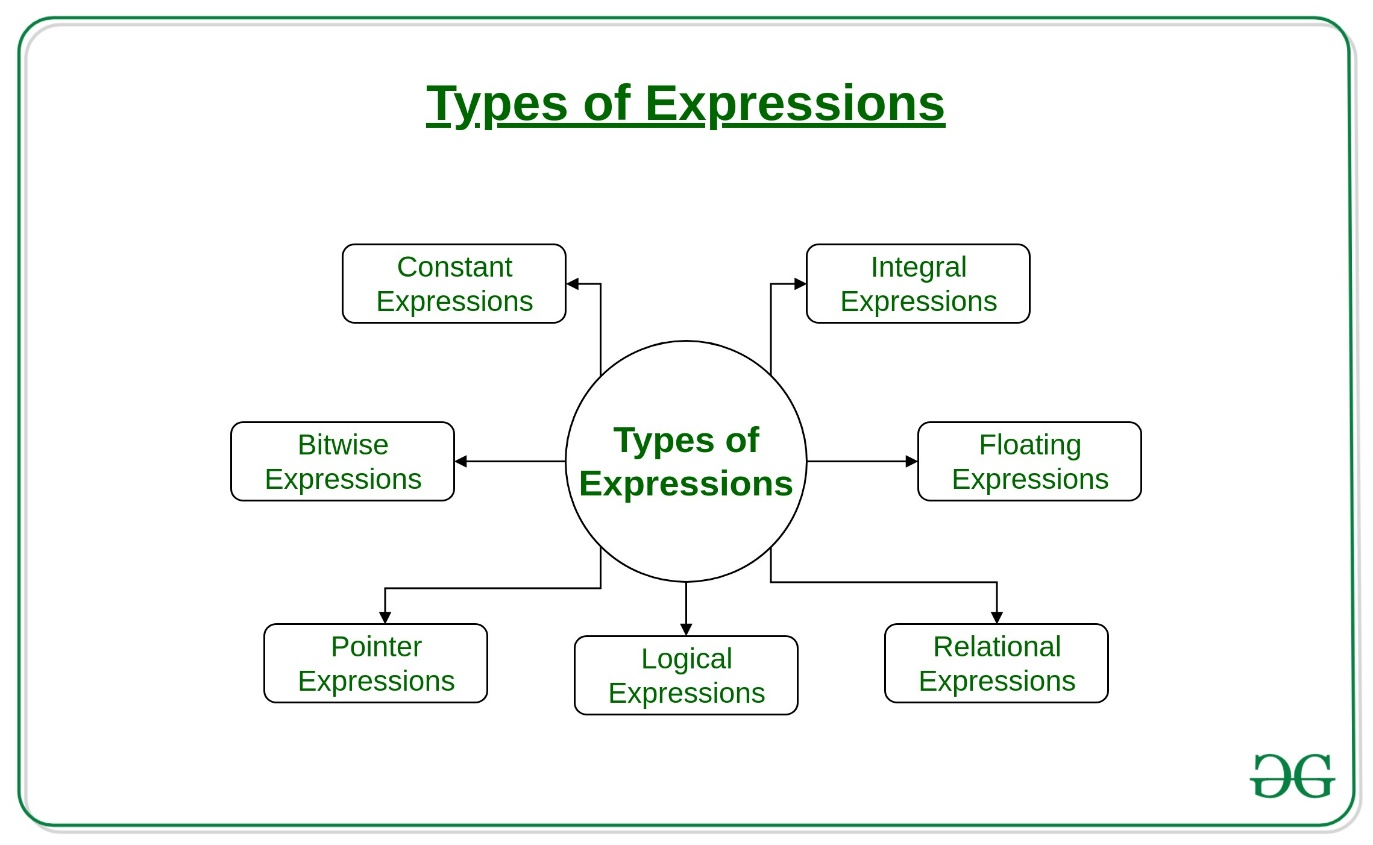 Types of Expressions
Constant
Expressions
Integral
Expressions
Bitwise
Expressions
Types of
Expressions
Floating
Expressions
Pointer
Expressions
Logical
Expressions
Relational
Expressions